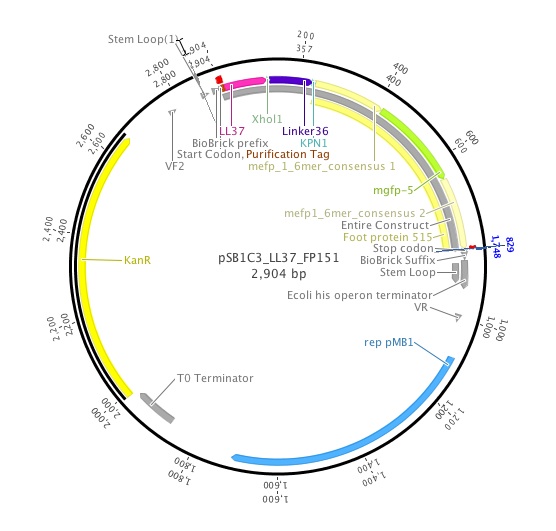 Stem Loop(1)
2,904
2,904
200
357
2,800
2,800
400
400
LL37
XhoI1
Linker36
BioBrick prefix
KPN1
Start Codon, Purification Tag
VF2
mefp_1_6mer_consensus 1
600
600
2,600
2,600
mgfp-5
mefp1_6mer_consensus 2
Entire Construct
Foot protein 515
Stop codon
829
1,748
BioBrick Suffix
Stem Loop
2,400
2,400
KanR
pSB1C3_LL37_FP151
2,904 bp
Ecoli his operon terminator
VR
1,000
1,000
2,200
2,200
rep pMB1
T0 Terminator
2,000
2,000
1,200
1,200
1,800
1,800
1,400
1,400
1,600
1,600